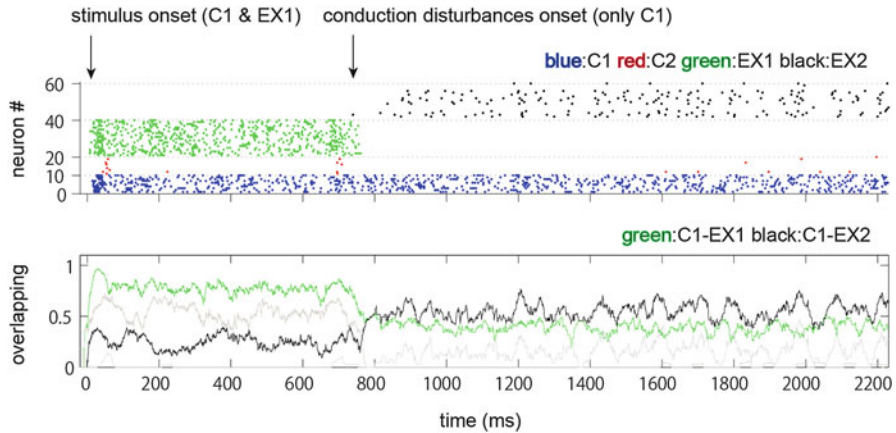 stimulus onset (C1 & EX1)
conduction disturbances onset (only C1)
blue:C1 red:C2 green:EX1 black:EX2
neuron #
60
40
20
10
0
green:C1-EX1 black:C1-EX2
overlapping
1
0.5
0
0 200 400 600 800 1000 1200 1400 1600 1800 2000 2200
time (ms)